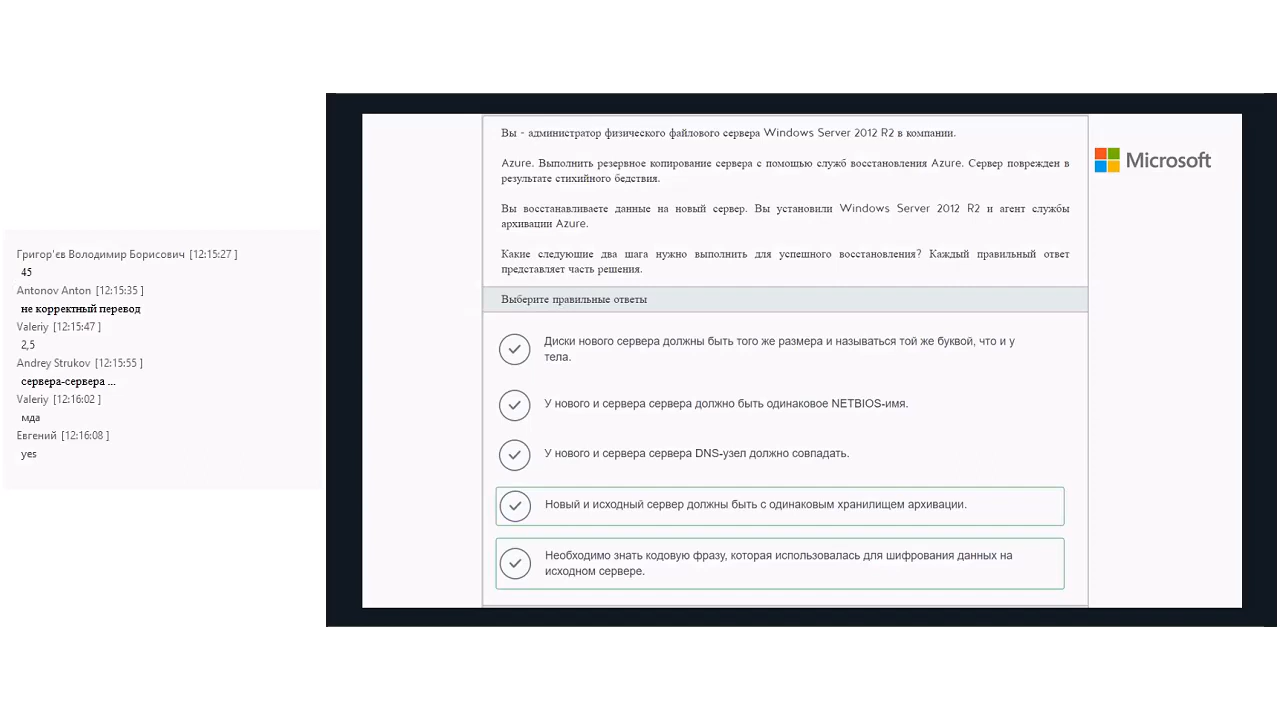 Григор'єв Володимир Борисович [12:15:27 ]
45
Antonov Anton [12:15:35 ]
не корректный перевод
Valeriy [12:15:47 ]
2,5
Andrey Strukov [12:15:55 ]
сервера-сервера ...
Valeriy [12:16:02 ]
мда
Евгений [12:16:08 ]
yes
Вы - администратор физического файлового сервера Windows Server 2012 R2 в компании.
Azure. Выполнить резервное копирование сервера с помощью служб восстановления Azure. Сервер поврежден в
результате стихийного бедствия.
Вы восстанавливаете данные на новый сервер. Вы установили Windows Server 2012 R2 и агент службы
архивации Azure.
Какие следующие два шага нужно выполнить для успешного восстановления? Каждый правильный ответ
представляет часть решения.
Выберите правильные ответы
Диски нового сервера должны быть того же размера и называться той же буквой, что и у
тела.
У нового и сервера сервера должно быть одинаковое NETBIOS-имя.
У нового и сервера сервера DNS-узел должно совпадать.
Новый и исходный сервер должны быть с одинаковым хранилищем архивации.
Необходимо знать кодовую фразу, которая использовалась для шифрования данных на
исходном сервере.
Microsoft